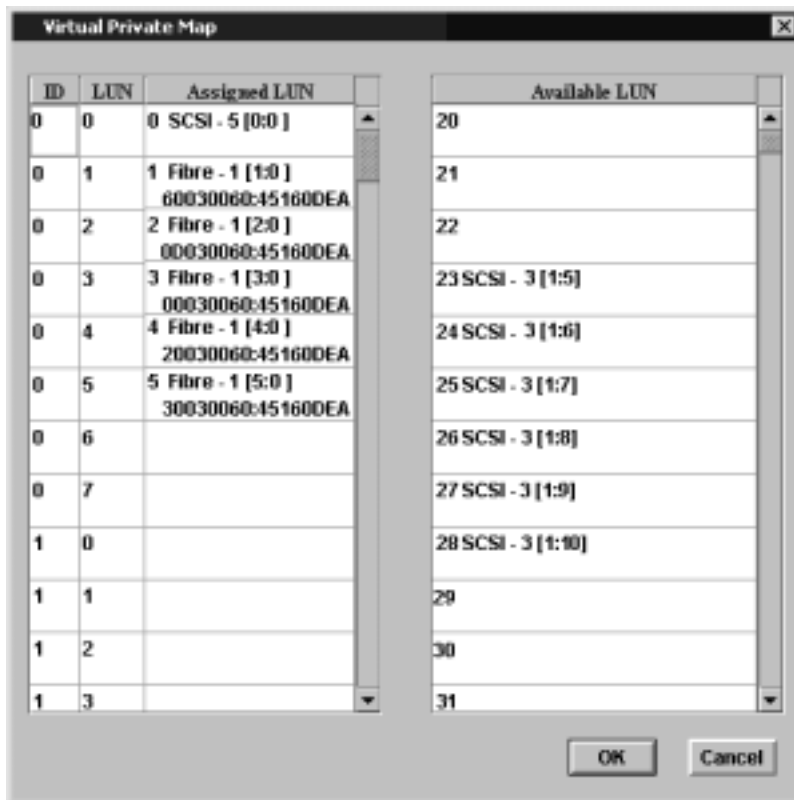 Virtual Private Map
ID LUN Assigned LUN
0 0 0 SCSI - 5 [0:0 ]
0 1 1 Fibre - 1 [1:0 ]
60030060:45160DEA
0 2 2 Fibre - 1 [2:0 ]
0D030060:45160DEA
0 3 3 Fibre - 1 [3:0 ]
00030060:45160DEA
0 4 4 Fibre - 1 [4:0 ]
20030060:45160DEA
0 5 5 Fibre - 1 [5:0 ]
30030060:45160DEA
0 6
0 7
1 0
1 1
1 2
1 3
Available LUN
20
21
22
23 SCSI - 3 [1:5]
24 SCSI - 3 [1:6]
25 SCSI - 3 [1:7]
26 SCSI - 3 [1:8]
27 SCSI - 3 [1:9]
28 SCSI - 3 [1:10]
29
30
31
OK Cancel